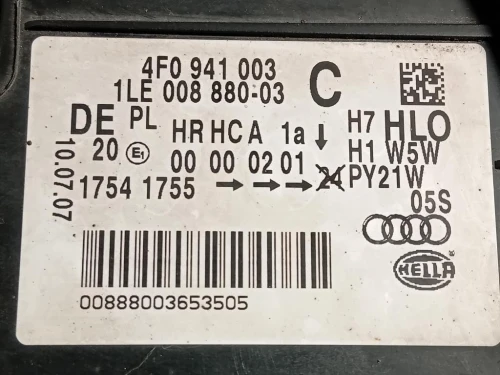 4F0 941 003 C
1LE 008 880-03
DE PL HR HC A 1a ↓ H7 HLO
20 E1 00 00 02 01 H1 W5W
1754 1755 → → → 24 PY21W
10.07.07
05S
HELLA
00888003653505